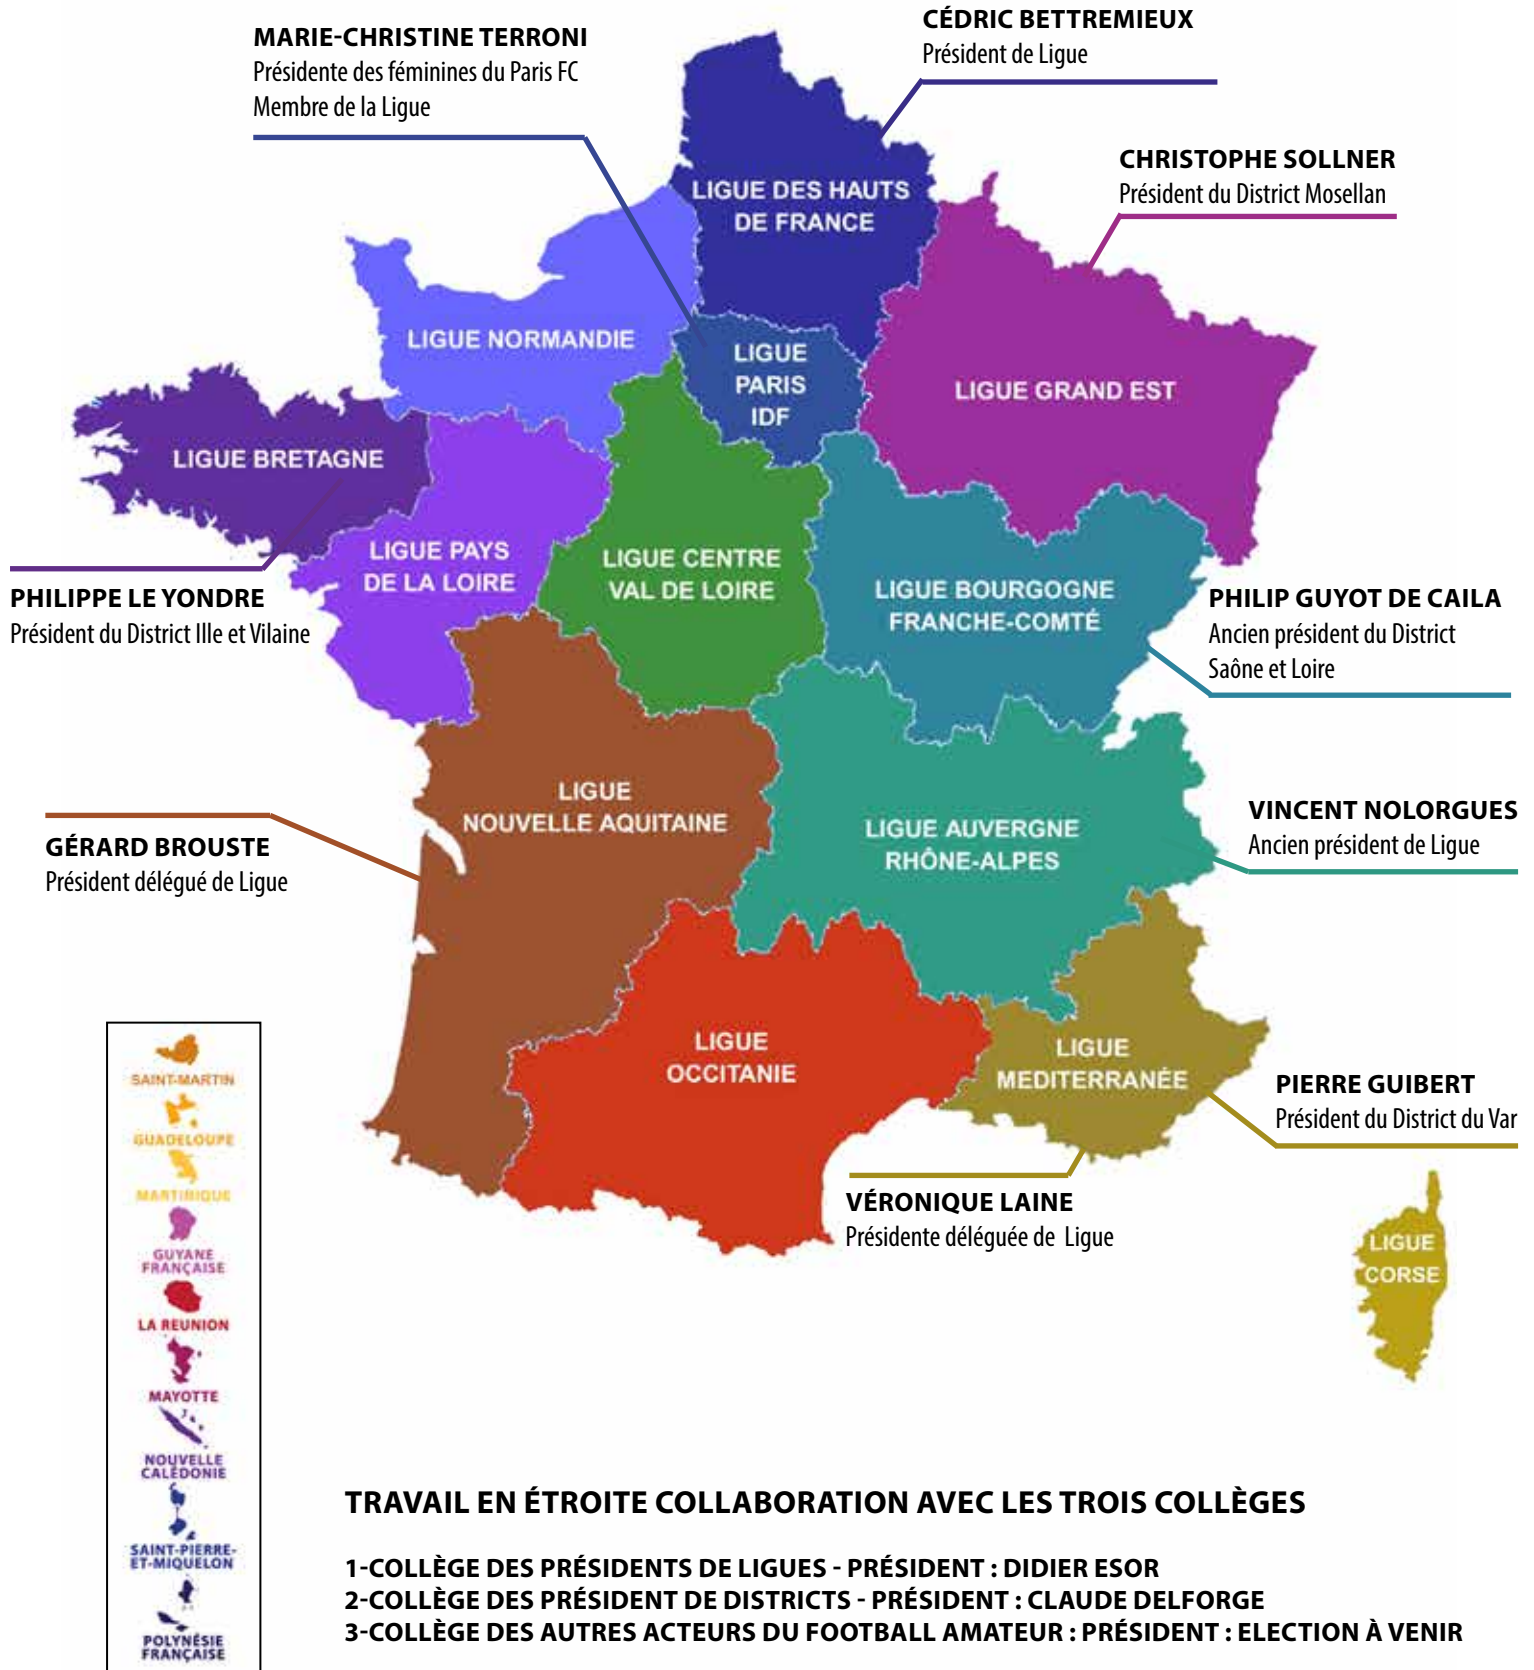 CÉDRIC BETTREMIEUX
Président de Ligue
MARIE-CHRISTINE TERRONI
Présidente des féminines du Paris FC
Membre de la Ligue
CHRISTOPHE SOLLNER
Président du District Mosellan
LIGUE DES HAUTS
DE FRANCE
LIGUE NORMANDIE
LIGUE
PARIS
IDF
LIGUE GRAND EST
LIGUE BRETAGNE
LIGUE PAYS
DE LA LOIRE
LIGUE CENTRE
VAL DE LOIRE
LIGUE BOURGOGNE
FRANCHE-COMTÉ
PHILIPPE LE YONDRE
Président du District Ille et Vilaine
PHILIP GUYOT DE CAILA
Ancien président du District
Saône et Loire
LIGUE
NOUVELLE AQUITAINE
LIGUE AUVERGNE
RHÔNE-ALPES
VINCENT NOLORGUES
Ancien président de Ligue
GÉRARD BROUSTE
Président délégué de Ligue
LIGUE
OCCITANIE
LIGUE
MEDITERRANÉE
PIERRE GUIBERT
Président du District du Var
VÉRONIQUE LAINE
Présidente déléguée de Ligue
LIGUE
CORSE
SAINT-MARTIN
GUADELOUPE
MARTINIQUE
GUYANE
FRANÇAISE
LA REUNION
MAYOTTE
NOUVELLE
CALÉDONIE
SAINT-PIERRE-
ET-MIQUELON
POLYNÉSIE
FRANÇAISE
TRAVAIL EN ÉTROITE COLLABORATION AVEC LES TROIS COLLÈGES
1-COLLÈGE DES PRÉSIDENTS DE LIGUES - PRÉSIDENT : DIDIER ESOR
2-COLLÈGE DES PRÉSIDENT DE DISTRICTS - PRÉSIDENT : CLAUDE DELFORGE
3-COLLÈGE DES AUTRES ACTEURS DU FOOTBALL AMATEUR : PRÉSIDENT : ELECTION À VENIR